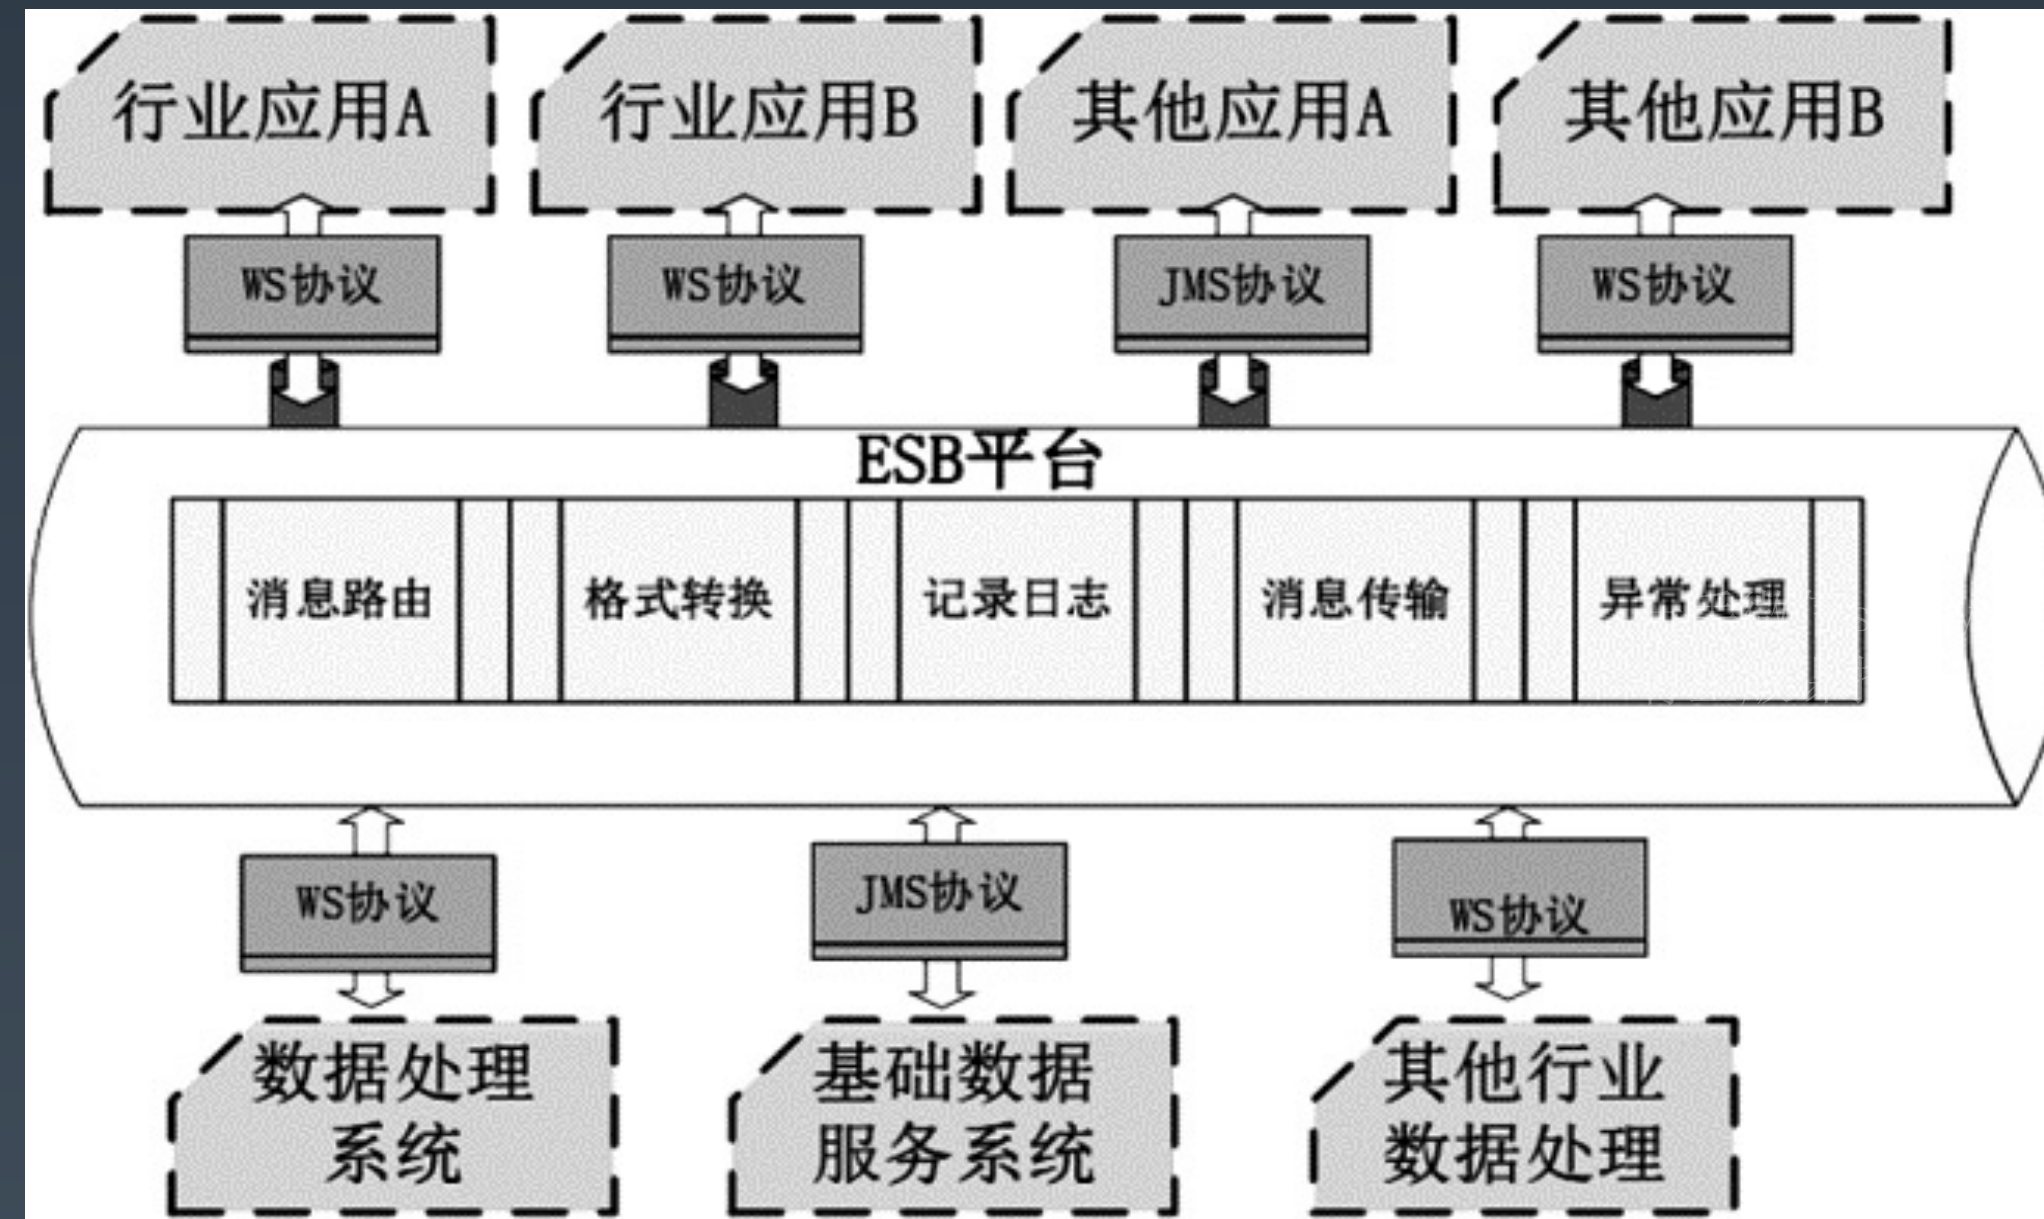 行业应用A
行业应用B
其他应用A
其他应用B
WS协议
WS协议
JMS协议
WS协议
ESB平台
消息路由
格式转换
记录日志
消息传输
异常处理
WS协议
JMS协议
WS协议
数据处理
系统
基础数据
服务系统
其他行业
数据处理